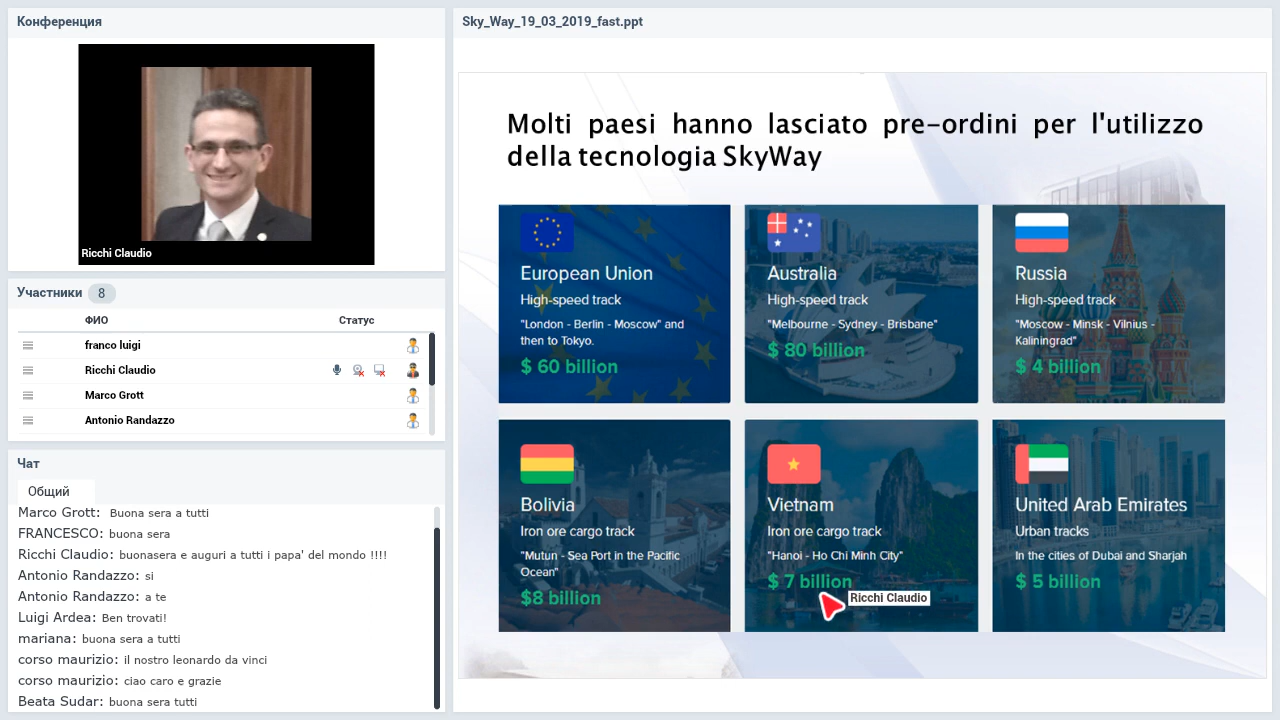 Конференция
Ricchi Claudio
Участники 8
ФИО Статус
franco luigi
Ricchi Claudio
Marco Grott
Antonio Randazzo
Чат
Общий
Marco Grott: Buona sera a tutti
FRANCESCO: buona sera
Ricchi Claudio: buonasera e auguri a tutti i papa' del mondo !!!!
Antonio Randazzo: si
Antonio Randazzo: a te
Luigi Ardea: Ben trovati!
mariana: buona sera a tutti
corso maurizio: il nostro leonardo da vinci
corso maurizio: ciao caro e grazie
Beata Sudar: buona sera tutti
Sky_Way_19_03_2019_fast.ppt
Molti paesi hanno lasciato pre-ordini per l'utilizzo
della tecnologia SkyWay
European Union
High-speed track
"London - Berlin - Moscow" and
then to Tokyo.
$ 60 billion
Australia
High-speed track
"Melbourne - Sydney - Brisbane"
$ 80 billion
Russia
High-speed track
"Moscow - Minsk - Vilnius -
Kaliningrad"
$ 4 billion
Bolivia
Iron ore cargo track
"Mutun - Sea Port in the Pacific
Ocean"
$8 billion
Vietnam
Iron ore cargo track
"Hanoi - Ho Chi Minh City"
$ 7 billion
Ricchi Claudio
United Arab Emirates
Urban tracks
In the cities of Dubai and Sharjah
$ 5 billion